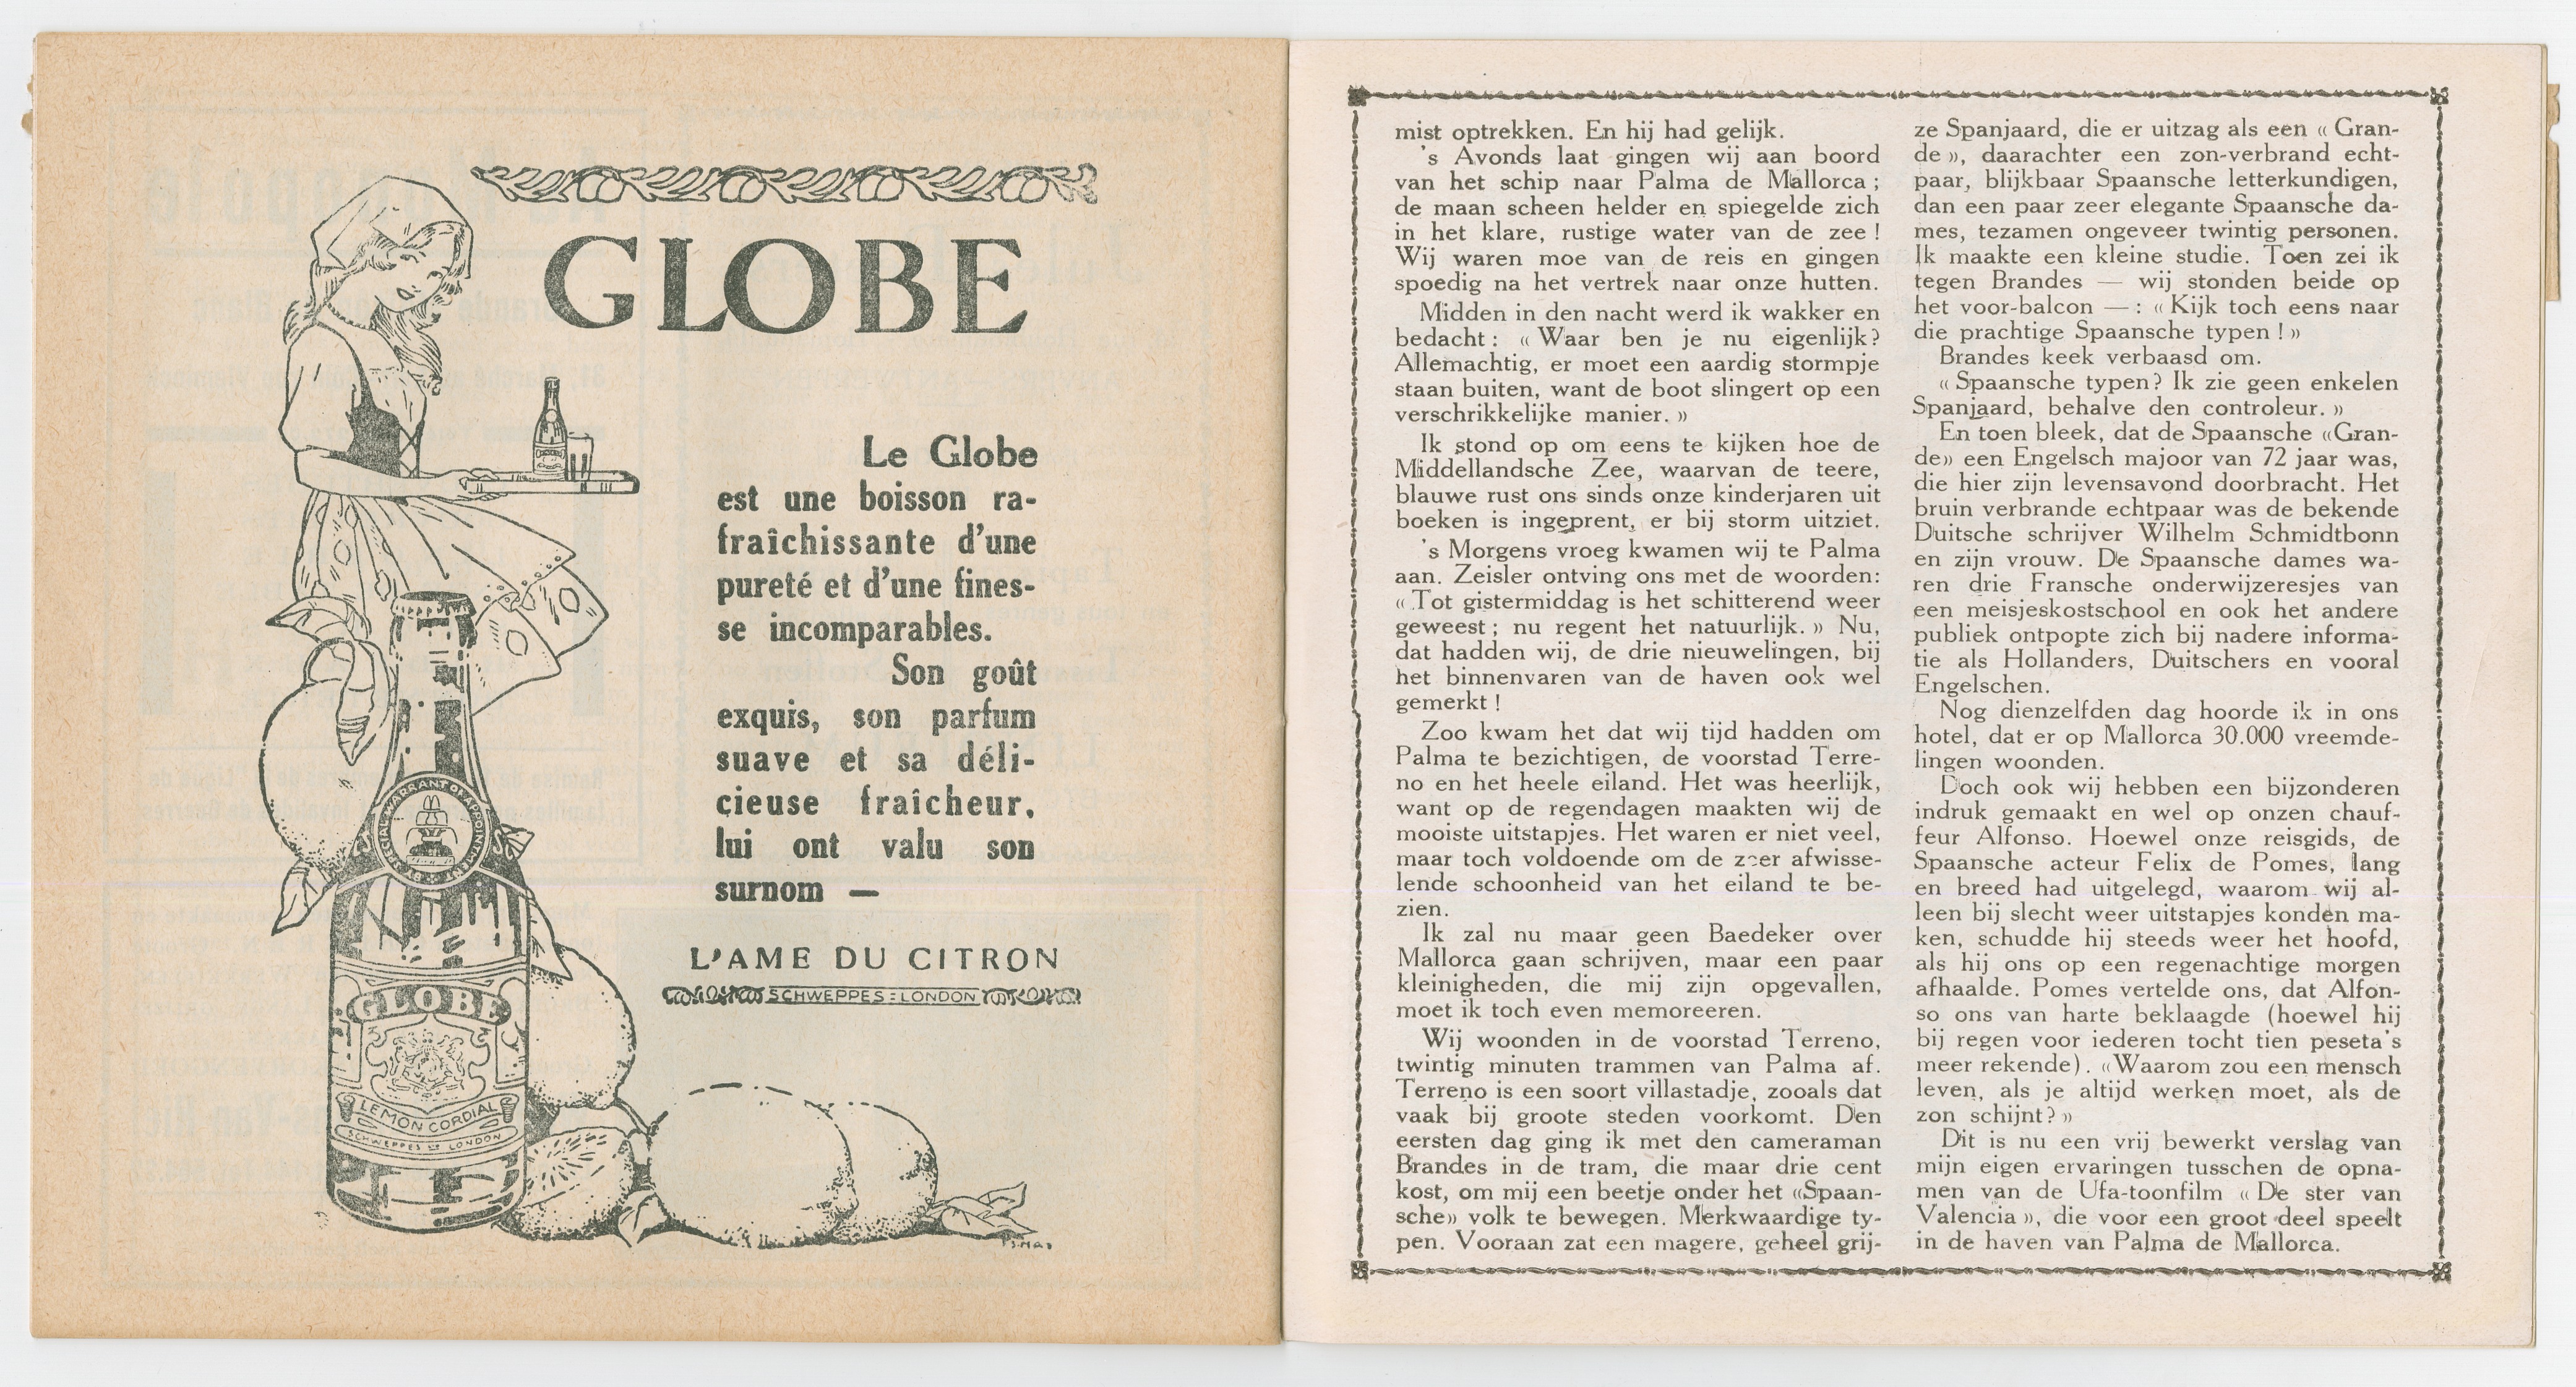 GLOBE
Le Globe
est une boisson ra-
fraîchissante d'une
pureté et d'une fines-
se incomparables.
Son goût
exquis, son parfum
suave et sa déli-
cieuse fraîcheur,
lui ont valu son
surnom —
L'AME DU CITRON
SCHWEPPES = LONDON
SPECIAL WARRANT OF APPOINTMENT
GLOBE
LEMON CORDIAL
SCHWEPPES LTD LONDON
mist optrekken. En hij had gelijk.
's Avonds laat gingen wij aan boord
van het schip naar Palma de Mallorca ;
de maan scheen helder en spiegelde zich
in het klare, rustige water van de zee !
Wij waren moe van de reis en gingen
spoedig na het vertrek naar onze hutten.
Midden in den nacht werd ik wakker en
bedacht : « Waar ben je nu eigenlijk?
Allemachtig, er moet een aardig stormpje
staan buiten, want de boot slingert op een
verschrikkelijke manier. »
Ik stond op om eens te kijken hoe de
Middellandsche Zee, waarvan de teere,
blauwe rust ons sinds onze kinderjaren uit
boeken is ingeprent, er bij storm uitziet.
's Morgens vroeg kwamen wij te Palma
aan. Zeisler ontving ons met de woorden:
« Tot gistermiddag is het schitterend weer
geweest ; nu regent het natuurlijk. » Nu,
dat hadden wij, de drie nieuwelingen, bij
het binnenvaren van de haven ook wel
gemerkt !
Zoo kwam het dat wij tijd hadden om
Palma te bezichtigen, de voorstad Terre-
no en het heele eiland. Het was heerlijk,
want op de regendagen maakten wij de
mooiste uitstapjes. Het waren er niet veel,
maar toch voldoende om de zeer afwisse-
lende schoonheid van het eiland te be-
zien.
Ik zal nu maar geen Baedeker over
Mallorca gaan schrijven, maar een paar
kleinigheden, die mij zijn opgevallen,
moet ik toch even memoreeren.
Wij woonden in de voorstad Terreno,
twintig minuten trammen van Palma af.
Terreno is een soort villastadje, zooals dat
vaak bij groote steden voorkomt. Den
eersten dag ging ik met den cameraman
Brandes in de tram, die maar drie cent
kost, om mij een beetje onder het «Spaan-
sche» volk te bewegen. Merkwaardige ty-
pen. Vooraan zat een magere, geheel grij-
ze Spanjaard, die er uitzag als een « Gran-
de », daarachter een zon-verbrand echt-
paar, blijkbaar Spaansche letterkundigen,
dan een paar zeer elegante Spaansche da-
mes, tezamen ongeveer twintig personen.
Ik maakte een kleine studie. Toen zei ik
tegen Brandes — wij stonden beide op
het voor-balcon — : « Kijk toch eens naar
die prachtige Spaansche typen ! »
Brandes keek verbaasd om.
« Spaansche typen? Ik zie geen enkelen
Spanjaard, behalve den controleur. »
En toen bleek, dat de Spaansche «Gran-
de» een Engelsch majoor van 72 jaar was,
die hier zijn levensavond doorbracht. Het
bruin verbrande echtpaar was de bekende
Duitsche schrijver Wilhelm Schmidtbonn
en zijn vrouw. De Spaansche dames wa-
ren drie Fransche onderwijzeresjes van
een meisjeskostschool en ook het andere
publiek ontpopte zich bij nadere informa-
tie als Hollanders, Duitschers en vooral
Engelschen.
Nog dienzelfden dag hoorde ik in ons
hotel, dat er op Mallorca 30.000 vreemde-
lingen woonden.
Doch ook wij hebben een bijzonderen
indruk gemaakt en wel op onzen chauf-
feur Alfonso. Hoewel onze reisgids, de
Spaansche acteur Felix de Pomes, lang
en breed had uitgelegd, waarom wij al-
leen bij slecht weer uitstapjes konden ma-
ken, schudde hij steeds weer het hoofd,
als hij ons op een regenachtige morgen
afhaalde. Pomes vertelde ons, dat Alfon-
so ons van harte beklaagde (hoewel hij
bij regen voor iederen tocht tien peseta's
meer rekende). «Waarom zou een mensch
leven, als je altijd werken moet, als de
zon schijnt? »
Dit is nu een vrij bewerkt verslag van
mijn eigen ervaringen tusschen de opna-
men van de Ufa-toonfilm « De ster van
Valencia », die voor een groot deel speelt
in de haven van Palma de Mallorca.